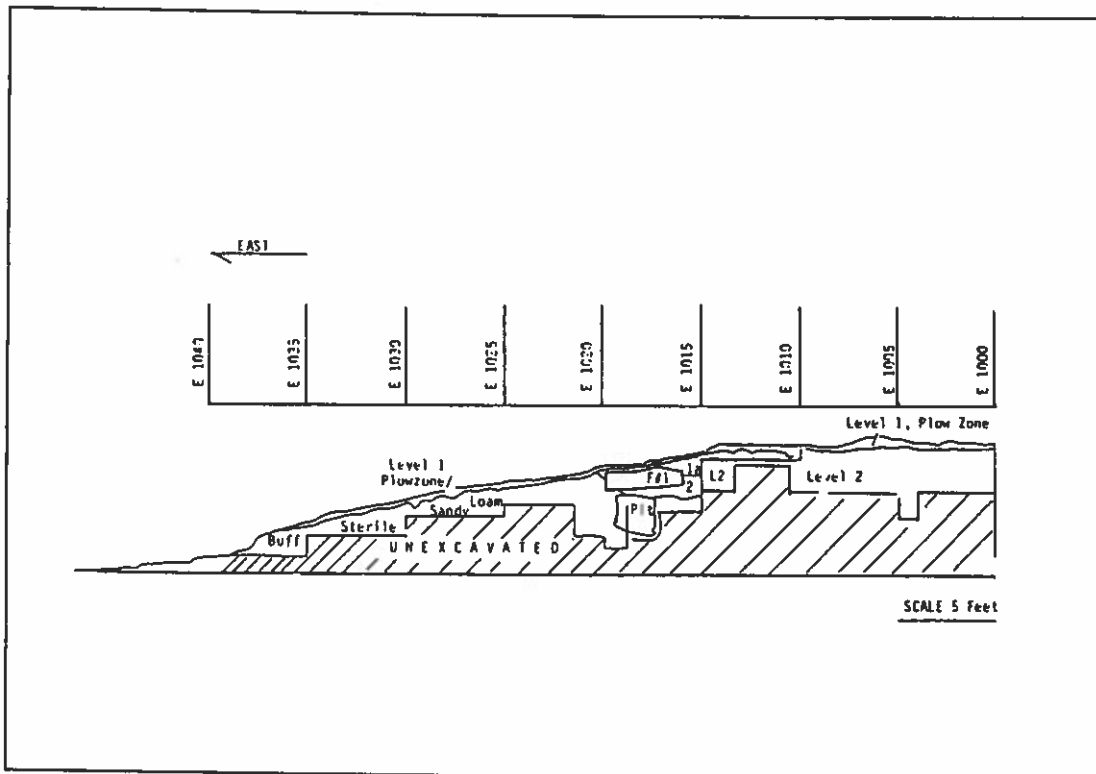 EAST
E 1040
E 1035
E 1030
E 1025
E 1020
E 1015
E 1010
E 1005
E 1000
Level 1, Plow Zone
Level 1
Plowzone/
F#1
1a
2
L2
Level 2
Loam
Sandy
Pit
Sterile
Buff
UNEXCAVATED
SCALE 5 Feet